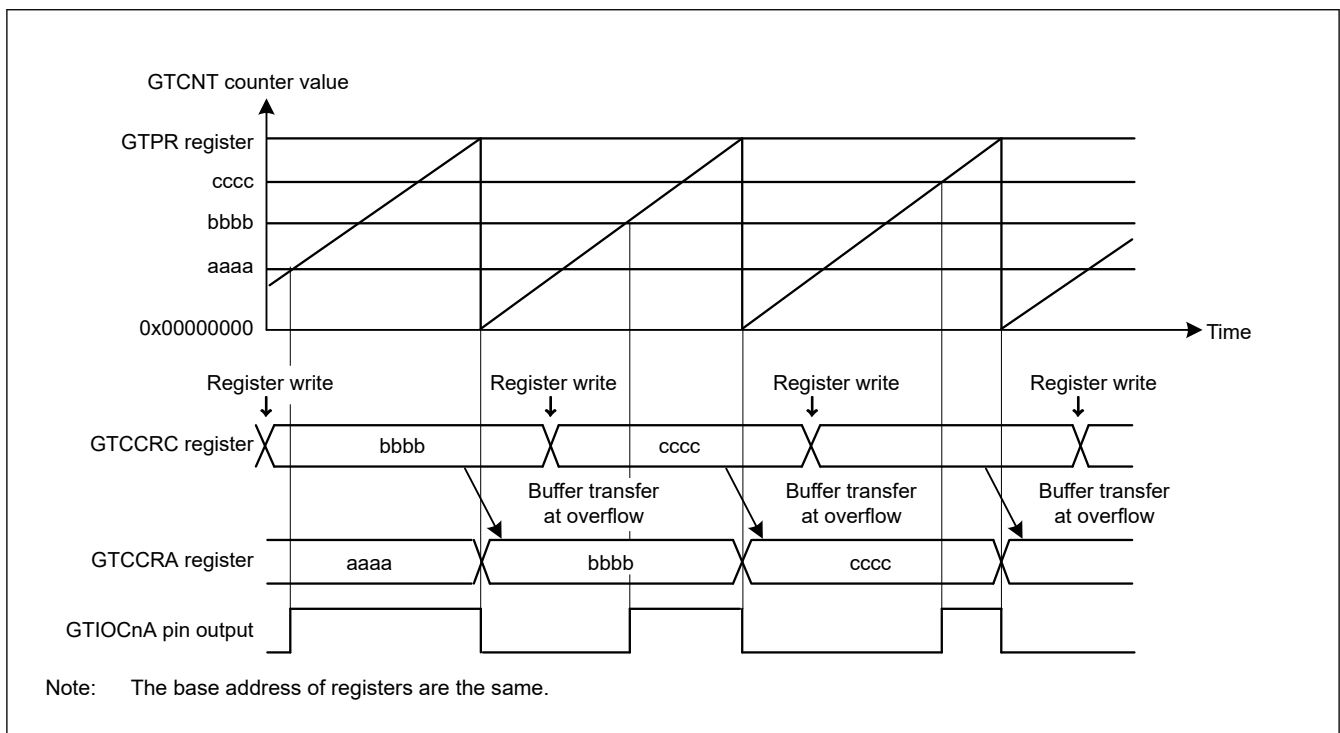 GTCNT counter value
GTPR register
cccc
bbbb
aaaa
0x00000000
Time
Register write
Register write
Register write
Register write
GTCCRC register
bbbb
cccc
Buffer transfer
at overflow
Buffer transfer
at overflow
Buffer transfer
at overflow
GTCCRA register
aaaa
bbbb
cccc
GTIOCnA pin output
Note: The base address of registers are the same.